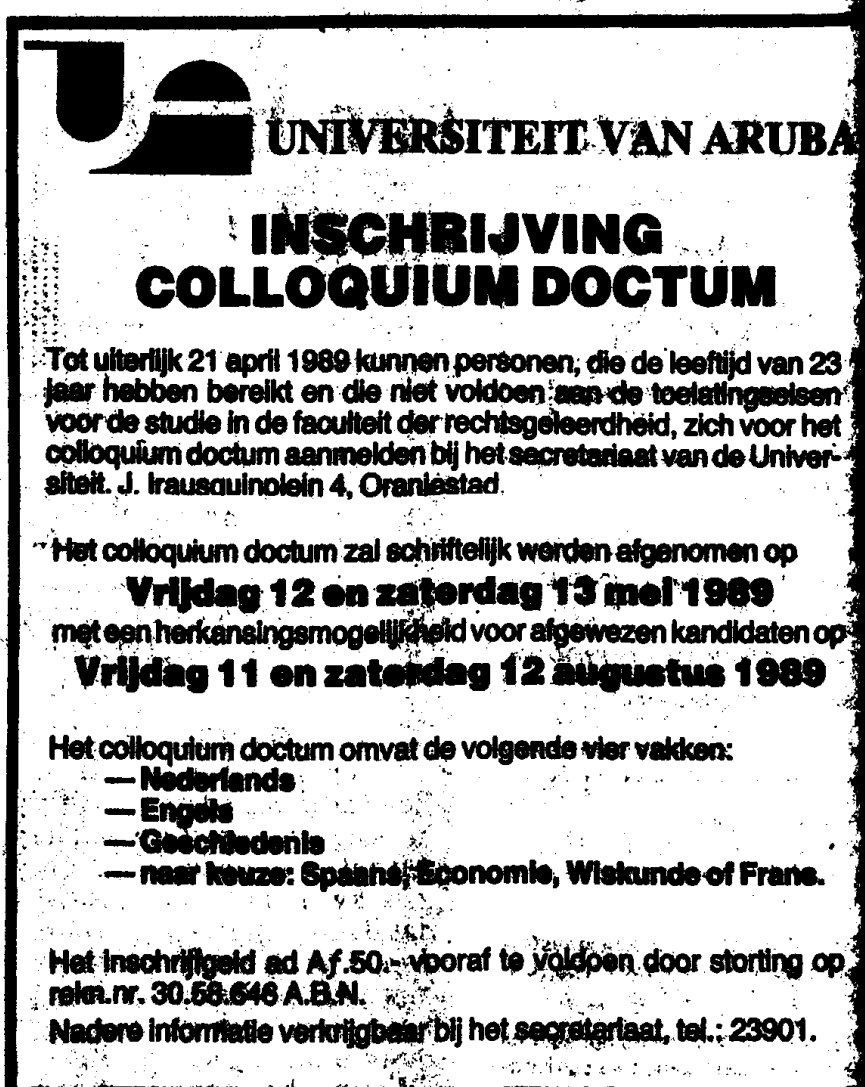 UNIVERSITEIT VAN ARUBA
INSCHRIJVING
COLLOQUIUM DOCTUM
Tot uiterlijk 21 april 1989 kunnen personen, die de leeftijd van 23
jaar hebben bereikt en die niet voldoen aan de toelatingseisen
voor de studie in de faculteit der rechtsgeleerdheid, zich voor het
colloquium doctum aanmelden bij het secretariaat van de Univer-
siteit. J. Irausquinplein 4, Oranjestad.
Het colloquium doctum zal schriftelijk worden afgenomen op
Vrijdag 12 en zaterdag 13 mei 1989
met een herkansingsmogelijkheid voor afgewezen kandidaten op
Vrijdag 11 en zaterdag 12 augustus 1989
Het colloquium doctum omvat de volgende vier vakken:
— Nederlands
— Engels
— Geschiedenis
— naar keuze: Spaans, Economie, Wiskunde of Frans.
Het inschrijfgeld ad Af.50.- vooraf te voldoen door storting op
rekn.nr. 30.58.646 A.B.N.
Nadere informatie verkrijgbaar bij het secretariaat, tel.: 23901.